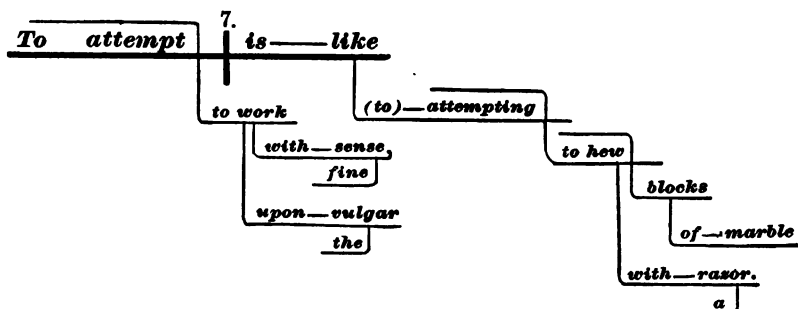 7.
To attempt is like
to work (to) attempting
with sense, to hew
fine blocks
upon vulgar of marble
the with razor.
a